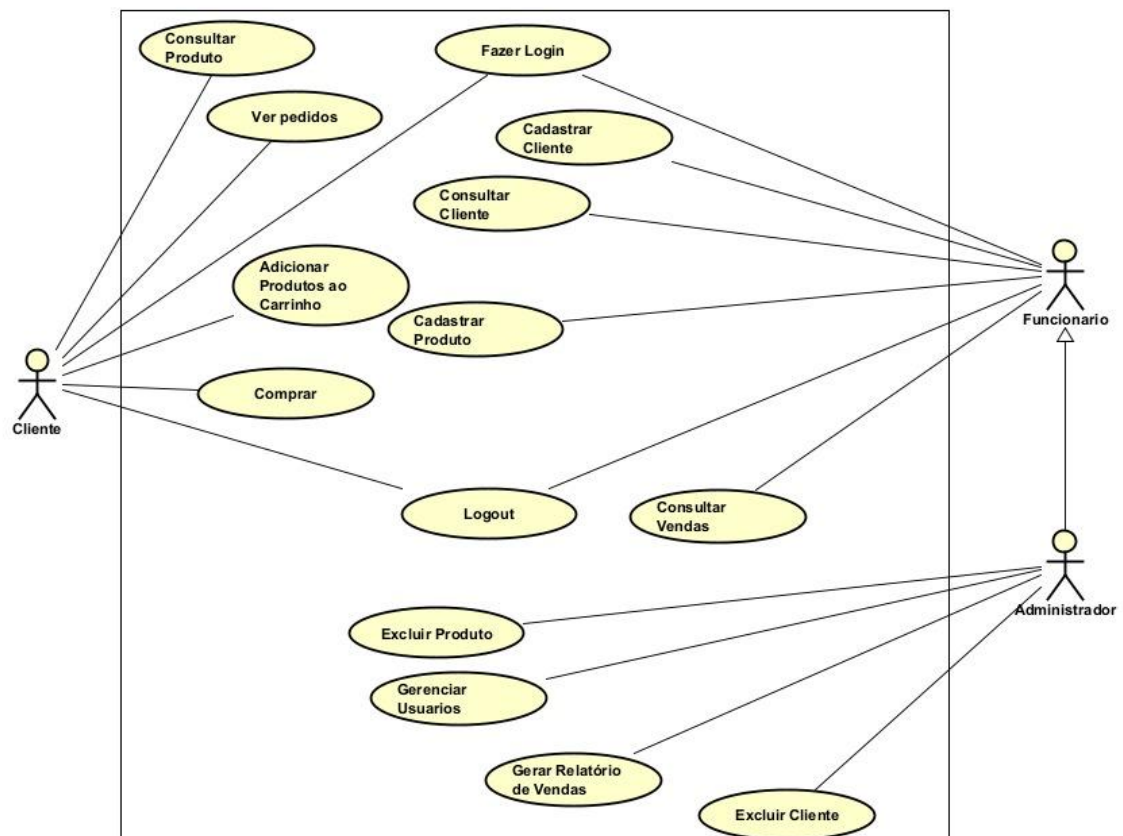 Consultar
Produto
Fazer Login
Ver pedidos
Cadastrar
Cliente
Consultar
Cliente
Adicionar
Produtos ao
Carrinho
Cadastrar
Produto
Funcionario
Comprar
Cliente
Logout
Consultar
Vendas
Administrador
Excluir Produto
Gerenciar
Usuarios
Gerar Relatório
de Vendas
Excluir Cliente